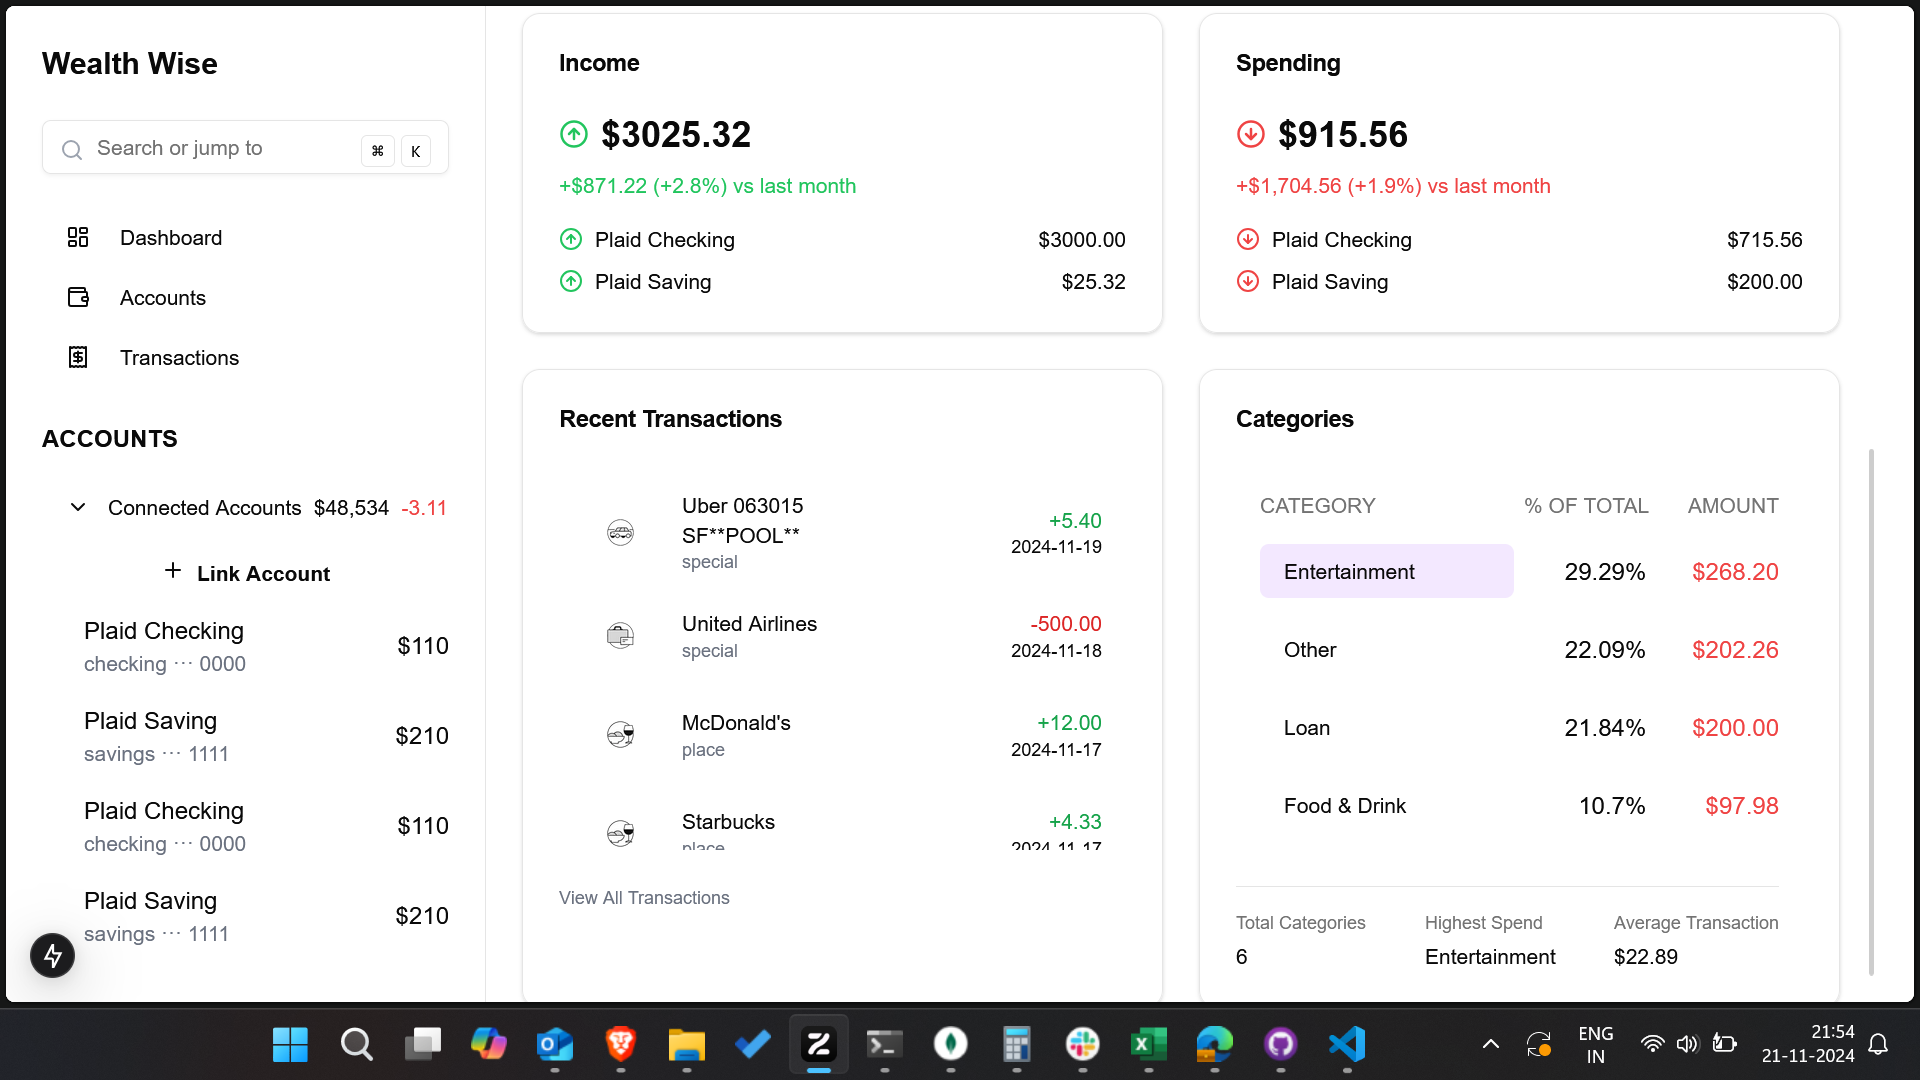 Wealth Wise
Search or jump to ⌘ K
Dashboard
Accounts
Transactions
ACCOUNTS
Connected Accounts $48,534 -3.11
+ Link Account
Plaid Checking
checking ··· 0000
$110
Plaid Saving
savings ··· 1111
$210
Plaid Checking
checking ··· 0000
$110
Plaid Saving
savings ··· 1111
$210
Income
$3025.32
+$871.22 (+2.8%) vs last month
Plaid Checking $3000.00
Plaid Saving $25.32
Spending
$915.56
+$1,704.56 (+1.9%) vs last month
Plaid Checking $715.56
Plaid Saving $200.00
Recent Transactions
Uber 063015
SF**POOL**
special
+5.40
2024-11-19
United Airlines
special
-500.00
2024-11-18
McDonald's
place
+12.00
2024-11-17
Starbucks
place
+4.33
2024-11-17
View All Transactions
Categories
CATEGORY % OF TOTAL AMOUNT
Entertainment 29.29% $268.20
Other 22.09% $202.26
Loan 21.84% $200.00
Food & Drink 10.7% $97.98
Total Categories Highest Spend Average Transaction
6 Entertainment $22.89
ENG
IN
21:54
21-11-2024